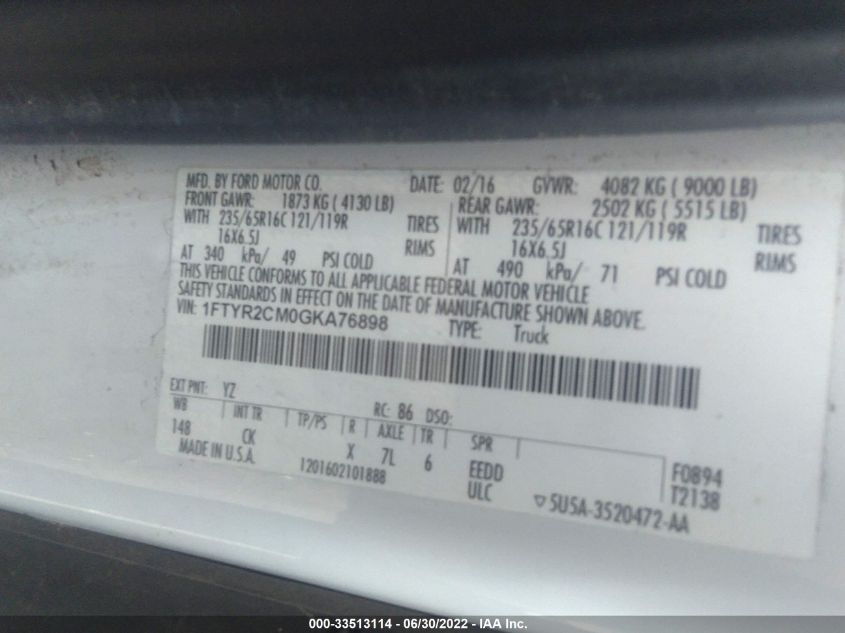 MFD. BY FORD MOTOR CO. DATE: 02/16 GVWR: 4082 KG ( 9000 LB)
FRONT GAWR: 1873 KG ( 4130 LB) REAR GAWR: 2502 KG ( 5515 LB)
WITH 235/65R16C 121/119R TIRES WITH 235/65R16C 121/119R TIRES
16X6.5J RIMS 16X6.5J RIMS
AT 340 kPa/ 49 PSI COLD AT 490 kPa/ 71 PSI COLD
THIS VEHICLE CONFORMS TO ALL APPLICABLE FEDERAL MOTOR VEHICLE
SAFETY STANDARDS IN EFFECT ON THE DATE OF MANUFACTURE SHOWN ABOVE.
VIN: 1FTYR2CM0GKA76898 TYPE: Truck
EXT PNT: YZ RC: 86 DSO:
WB INT TR TP/PS R AXLE TR SPR
148 CK X 7L 6 EEDD F0894
MADE IN U.S.A. 1201602101888 ULC T2138
▽5U5A-3520472-AA
000-33513114 - 06/30/2022 - IAA Inc.